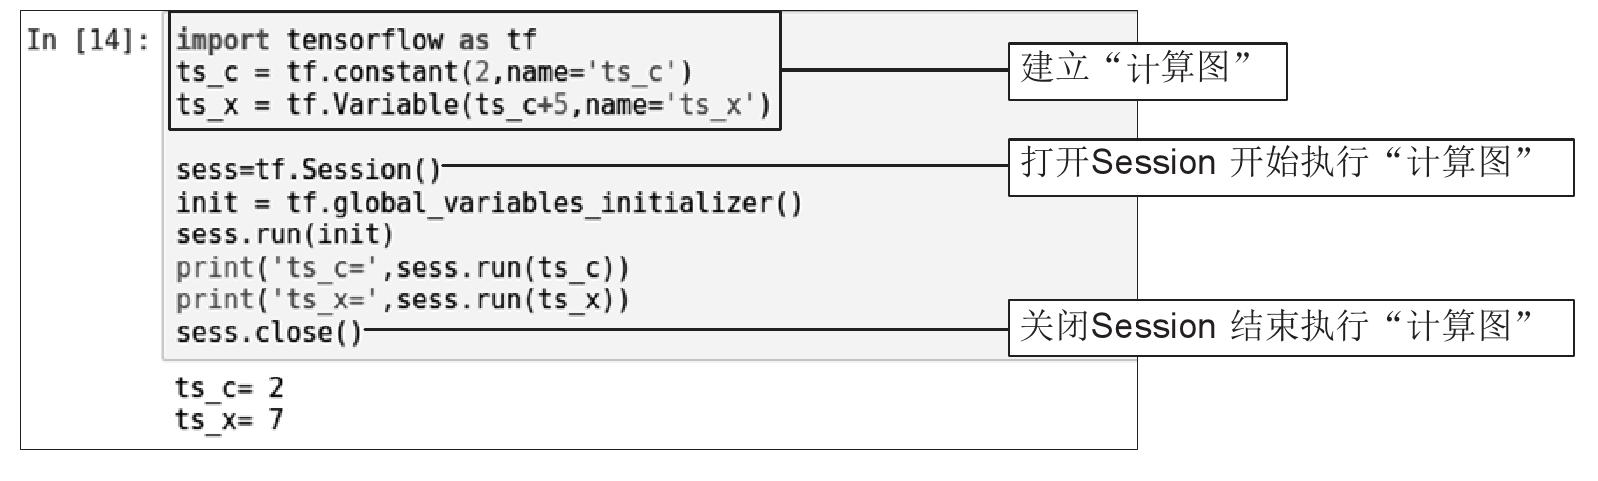 In [14]:
import tensorflow as tf
ts_c = tf.constant(2,name='ts_c')
ts_x = tf.Variable(ts_c+5,name='ts_x')
建立“计算图”
sess=tf.Session()
打开Session 开始执行“计算图”
init = tf.global_variables_initializer()
sess.run(init)
print('ts_c=',sess.run(ts_c))
print('ts_x=',sess.run(ts_x))
sess.close()
关闭Session 结束执行“计算图”
ts_c= 2
ts_x= 7